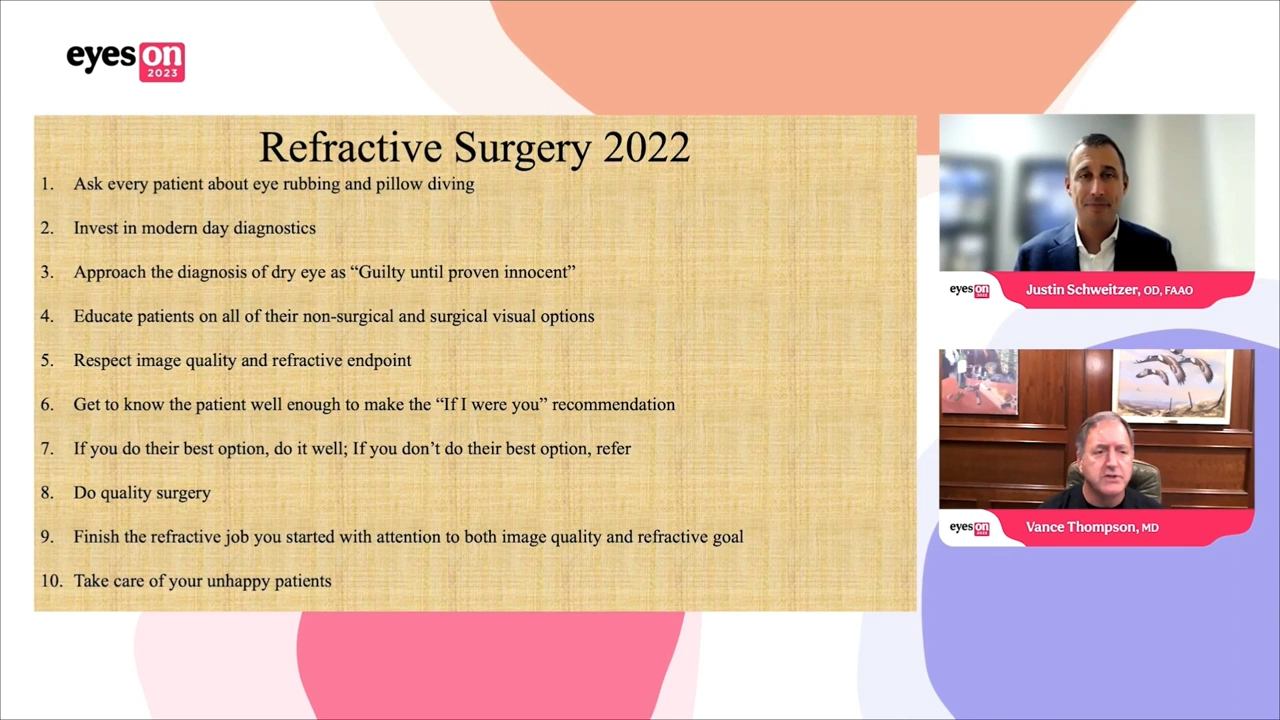 eyes on
2023
Refractive Surgery 2022
1. Ask every patient about eye rubbing and pillow diving
2. Invest in modern day diagnostics
3. Approach the diagnosis of dry eye as “Guilty until proven innocent”
4. Educate patients on all of their non-surgical and surgical visual options
5. Respect image quality and refractive endpoint
6. Get to know the patient well enough to make the “If I were you” recommendation
7. If you do their best option, do it well; If you don’t do their best option, refer
8. Do quality surgery
9. Finish the refractive job you started with attention to both image quality and refractive goal
10. Take care of your unhappy patients
eyes on
2023
Justin Schweitzer, OD, FAAO
eyes on
2023
Vance Thompson, MD